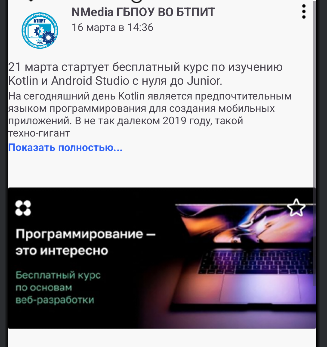 NMedia ГБПОУ ВО БТПИТ
16 марта в 14:36
21 марта стартует бесплатный курс по изучению
Kotlin и Android Studio с нуля до Junior.
На сегодняшний день Kotlin является предпочтительным
языком программирования для создания мобильных
приложений. В не так далеком 2019 году, такой
техно-гигант
Показать полностью...
Программирование —
это интересно
Бесплатный курс
по основам
веб-разработки